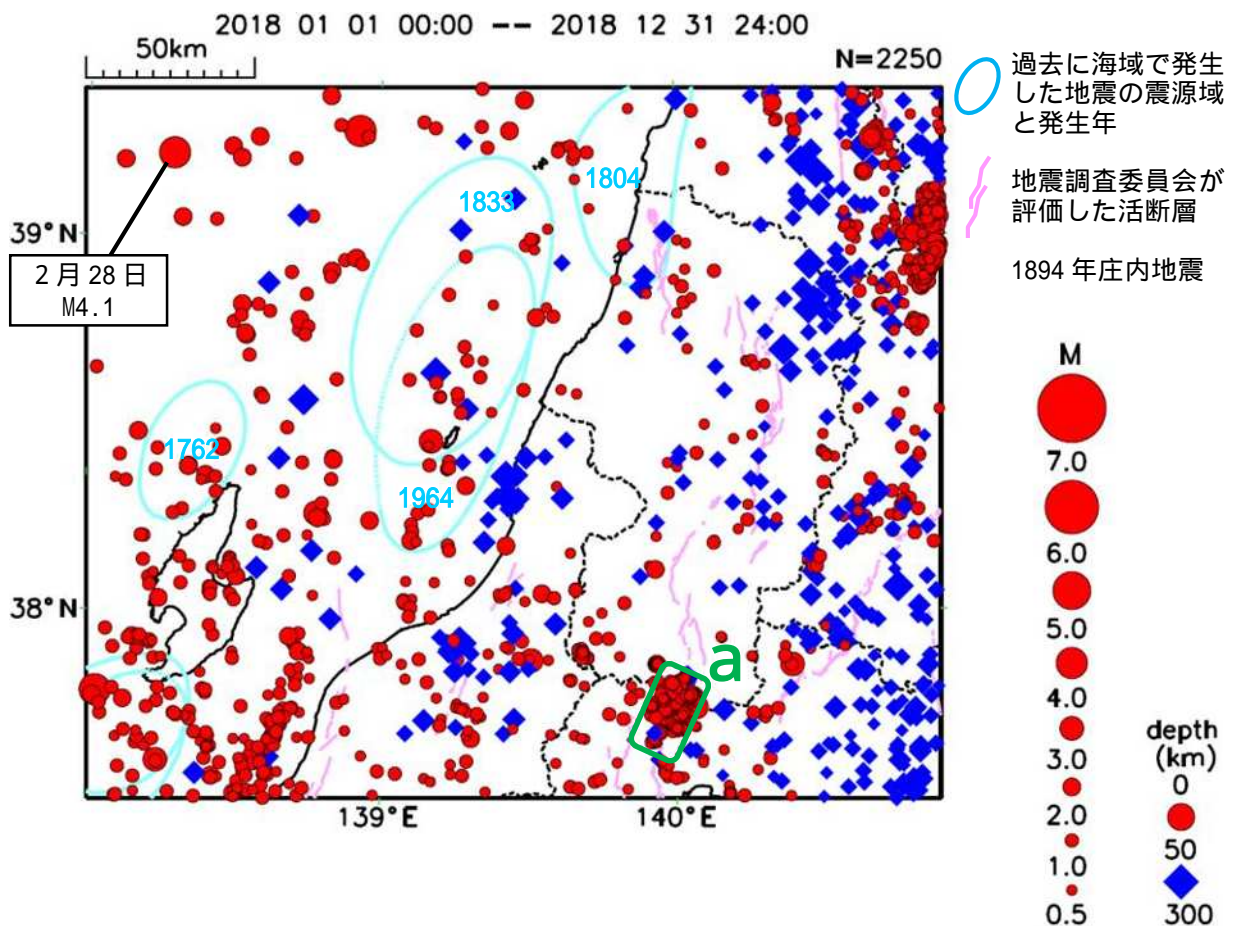 2018 01 01 00:00 -- 2018 12 31 24:00
50km
N=2250
過去に海域で発生
した地震の震源域
と発生年
地震調査委員会が
評価した活断層
1894 年庄内地震
39°N
38°N
139°E
140°E
2 月 28 日
M4.1
1804
1833
1762
1964
a
M
7.0
6.0
5.0
4.0
3.0
2.0
1.0
0.5
depth
(km)
0
50
300